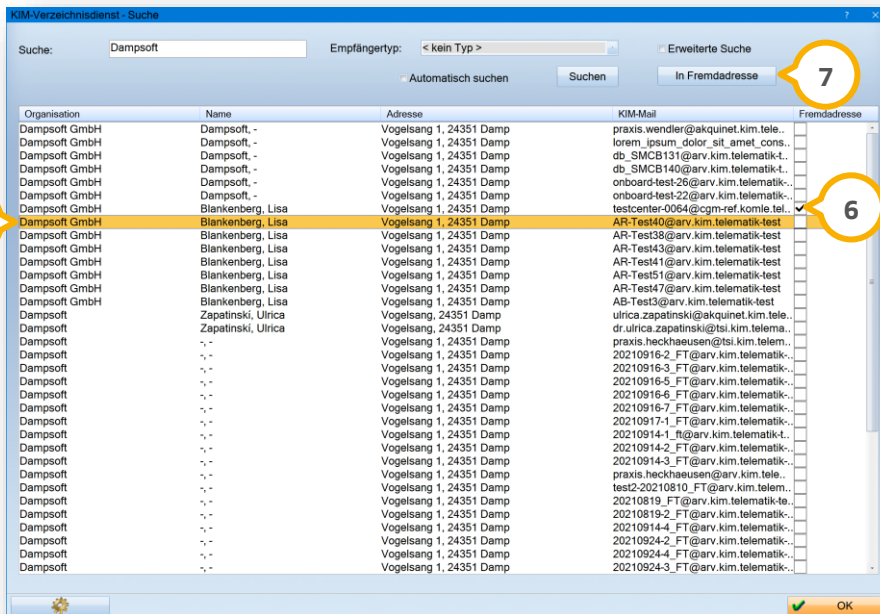 KIM-Verzeichnisdienst - Suche ? ×
Suche: Dampsoft Empfängertyp: < kein Typ > Erweiterte Suche
Automatisch suchen Suchen In Fremdadresse 7
Organisation Name Adresse KIM-Mail Fremdadresse
Dampsoft GmbH Dampsoft, - Vogelsang 1, 24351 Damp praxis.wendler@akquinet.kim.tele..
Dampsoft GmbH Dampsoft, - Vogelsang 1, 24351 Damp lorem_ipsum_dolor_sit_amet_cons..
Dampsoft GmbH Dampsoft, - Vogelsang 1, 24351 Damp db_SMCB131@arv.kim.telematik-t..
Dampsoft GmbH Dampsoft, - Vogelsang 1, 24351 Damp db_SMCB140@arv.kim.telematik-t..
Dampsoft GmbH Dampsoft, - Vogelsang 1, 24351 Damp onboard-test-26@arv.kim.telematik-..
Dampsoft GmbH Dampsoft, - Vogelsang 1, 24351 Damp onboard-test-22@arv.kim.telematik-..
Dampsoft GmbH Blankenberg, Lisa Vogelsang 1, 24351 Damp testcenter-0064@cgm-ref.komle.tel.. 6
Dampsoft GmbH Blankenberg, Lisa Vogelsang 1, 24351 Damp AR-Test40@arv.kim.telematik-test
Dampsoft GmbH Blankenberg, Lisa Vogelsang 1, 24351 Damp AR-Test38@arv.kim.telematik-test
Dampsoft GmbH Blankenberg, Lisa Vogelsang 1, 24351 Damp AR-Test43@arv.kim.telematik-test
Dampsoft GmbH Blankenberg, Lisa Vogelsang 1, 24351 Damp AR-Test41@arv.kim.telematik-test
Dampsoft GmbH Blankenberg, Lisa Vogelsang 1, 24351 Damp AR-Test51@arv.kim.telematik-test
Dampsoft GmbH Blankenberg, Lisa Vogelsang 1, 24351 Damp AR-Test47@arv.kim.telematik-test
Dampsoft GmbH Blankenberg, Lisa Vogelsang 1, 24351 Damp AB-Test3@arv.kim.telematik-test
Dampsoft Zapatinski, Ulrica Vogelsang, 24351 Damp ulrica.zapatinski@akquinet.kim.tele..
Dampsoft Zapatinski, Ulrica Vogelsang, 24351 Damp dr.ulrica.zapatinski@tsi.kim.telema..
Dampsoft -, - Vogelsang 1, 24351 Damp praxis.heckhaeusen@tsi.kim.telem..
Dampsoft -, - Vogelsang 1, 24351 Damp 20210916-2_FT@arv.kim.telematik-..
Dampsoft -, - Vogelsang 1, 24351 Damp 20210916-3_FT@arv.kim.telematik-..
Dampsoft -, - Vogelsang 1, 24351 Damp 20210916-5_FT@arv.kim.telematik-..
Dampsoft -, - Vogelsang 1, 24351 Damp 20210916-6_FT@arv.kim.telematik-..
Dampsoft -, - Vogelsang 1, 24351 Damp 20210916-7_FT@arv.kim.telematik-..
Dampsoft -, - Vogelsang 1, 24351 Damp 20210917-1_FT@arv.kim.telematik-..
Dampsoft -, - Vogelsang 1, 24351 Damp 20210914-1_ft@arv.kim.telematik-t..
Dampsoft -, - Vogelsang 1, 24351 Damp 20210914-2_FT@arv.kim.telematik-..
Dampsoft -, - Vogelsang 1, 24351 Damp 20210914-3_FT@arv.kim.telematik-..
Dampsoft -, - Vogelsang 1, 24351 Damp praxis.heckhaeusen@arv.kim.tele..
Dampsoft -, - Vogelsang 1, 24351 Damp test2-20210810_FT@arv.kim.telem..
Dampsoft -, - Vogelsang 1, 24351 Damp 20210819_FT@arv.kim.telematik-te..
Dampsoft -, - Vogelsang 1, 24351 Damp 20210819-2_FT@arv.kim.telematik-..
Dampsoft -, - Vogelsang 1, 24351 Damp 20210914-4_FT@arv.kim.telematik-..
Dampsoft -, - Vogelsang 1, 24351 Damp 20210924-2_FT@arv.kim.telematik-..
Dampsoft -, - Vogelsang 1, 24351 Damp 20210924-4_FT@arv.kim.telematik-..
Dampsoft -, - Vogelsang 1, 24351 Damp 20210924-3_FT@arv.kim.telematik-..
OK